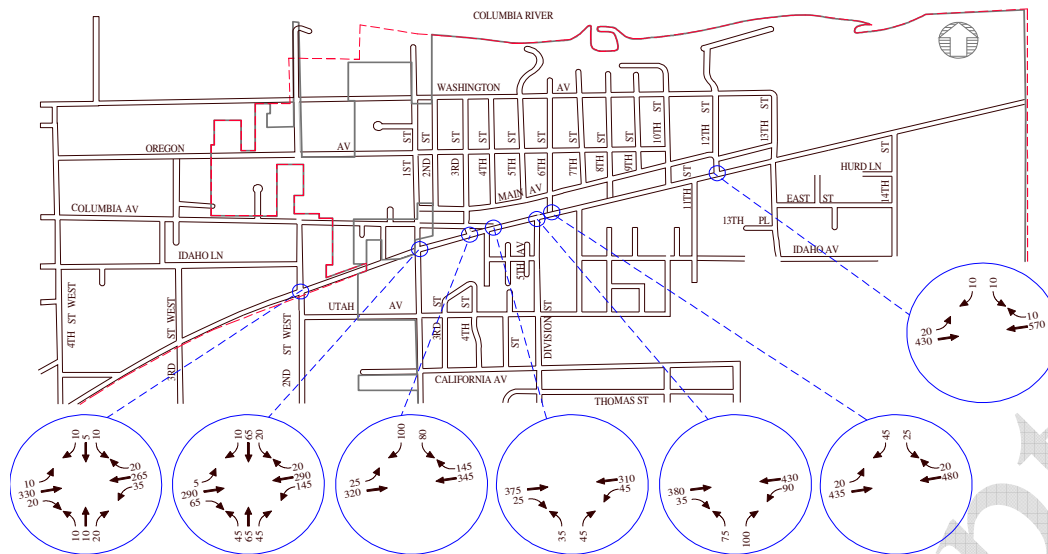 COLUMBIA RIVER
WASHINGTON AV
OREGON AV
1ST ST
2ND ST
3RD ST
4TH ST
5TH ST
6TH ST
7TH ST
8TH ST
9TH ST
10TH ST
12TH ST
13TH ST
MAIN AV
11TH ST
HURD LN
14TH ST
EAST ST
COLUMBIA AV
13TH PL
IDAHO AV
IDAHO LN
5TH AV
UTAH AV
4TH ST WEST
3RD ST WEST
2ND ST WEST
3RD ST
4TH ST
ST
DIVISION ST
CALIFORNIA AV
THOMAS ST
10 10
20 10
430 570
10 5 10
10 20
330 265
20 35
10 10 20
10 65 20
5 20
290 290
65 145
45 65 45
100 80
25 145
320 345
375 310
25 45
35 45
380 430
35 90
75 100
45 25
20 20
435 480